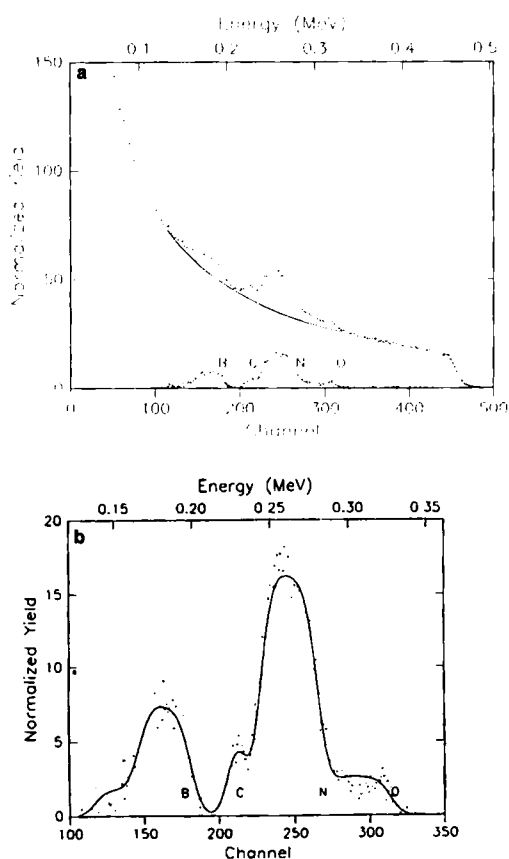 Energy (MeV)
0.1 0.2 0.3 0.4 0.5
a
150
100
50
0
Normalized Yield
B C N O
0 100 200 300 400 500
Channel
Energy (MeV)
0.15 0.20 0.25 0.30 0.35
b
20
15
10
5
0
Normalized Yield
B C N O
100 150 200 250 300 350
Channel